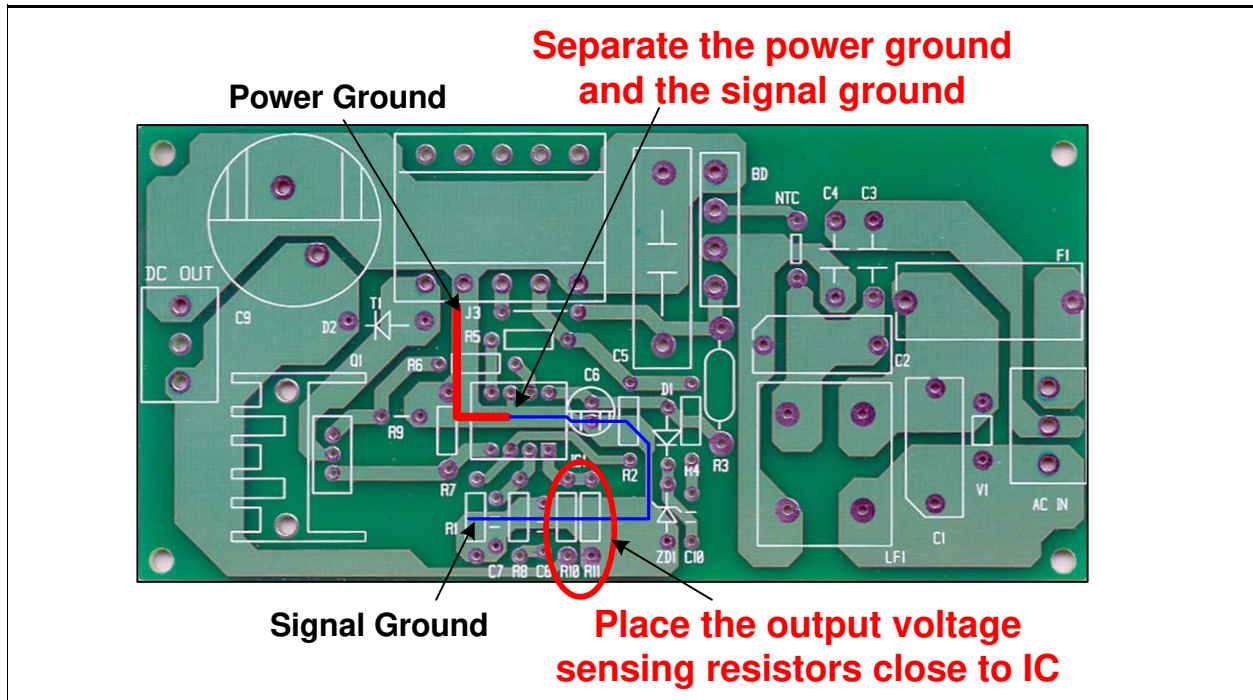 Separate the power ground
and the signal ground
Power Ground
BD
NTC
C4
C3
F1
DC OUT
C9
T1
D2
J3
R5
Q1
R6
C5
C6
D1
C2
R9
R7
R2
R4
R3
V1
AC IN
R1
C7
R8
C8
R10
R11
ZD1
C10
LF1
C1
Signal Ground
Place the output voltage
sensing resistors close to IC